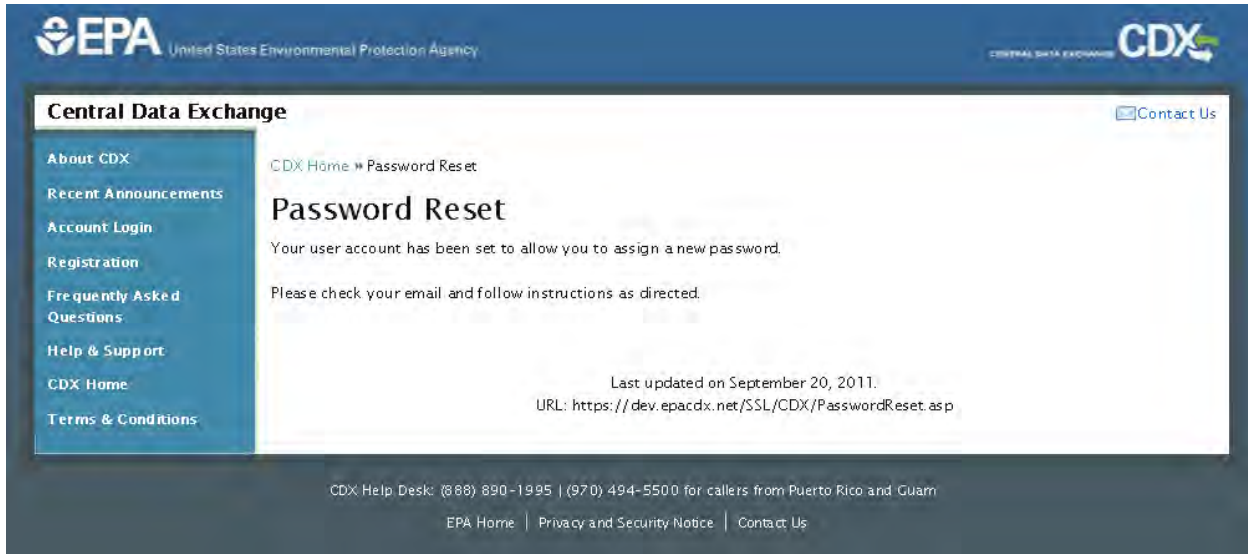 EPA United States Environmental Protection Agency
CENTRAL DATA EXCHANGE CDX
Central Data Exchange
Contact Us
About CDX
Recent Announcements
Account Login
Registration
Frequently Asked
Questions
Help & Support
CDX Home
Terms & Conditions
CDX Home » Password Reset
Password Reset
Your user account has been set to allow you to assign a new password.
Please check your email and follow instructions as directed.
Last updated on September 20, 2011.
URL: https://dev.epacdx.net/SSL/CDX/PasswordReset.asp
CDX Help Desk: (888) 890-1995 | (970) 494-5500 for callers from Puerto Rico and Guam
EPA Home | Privacy and Security Notice | Contact Us